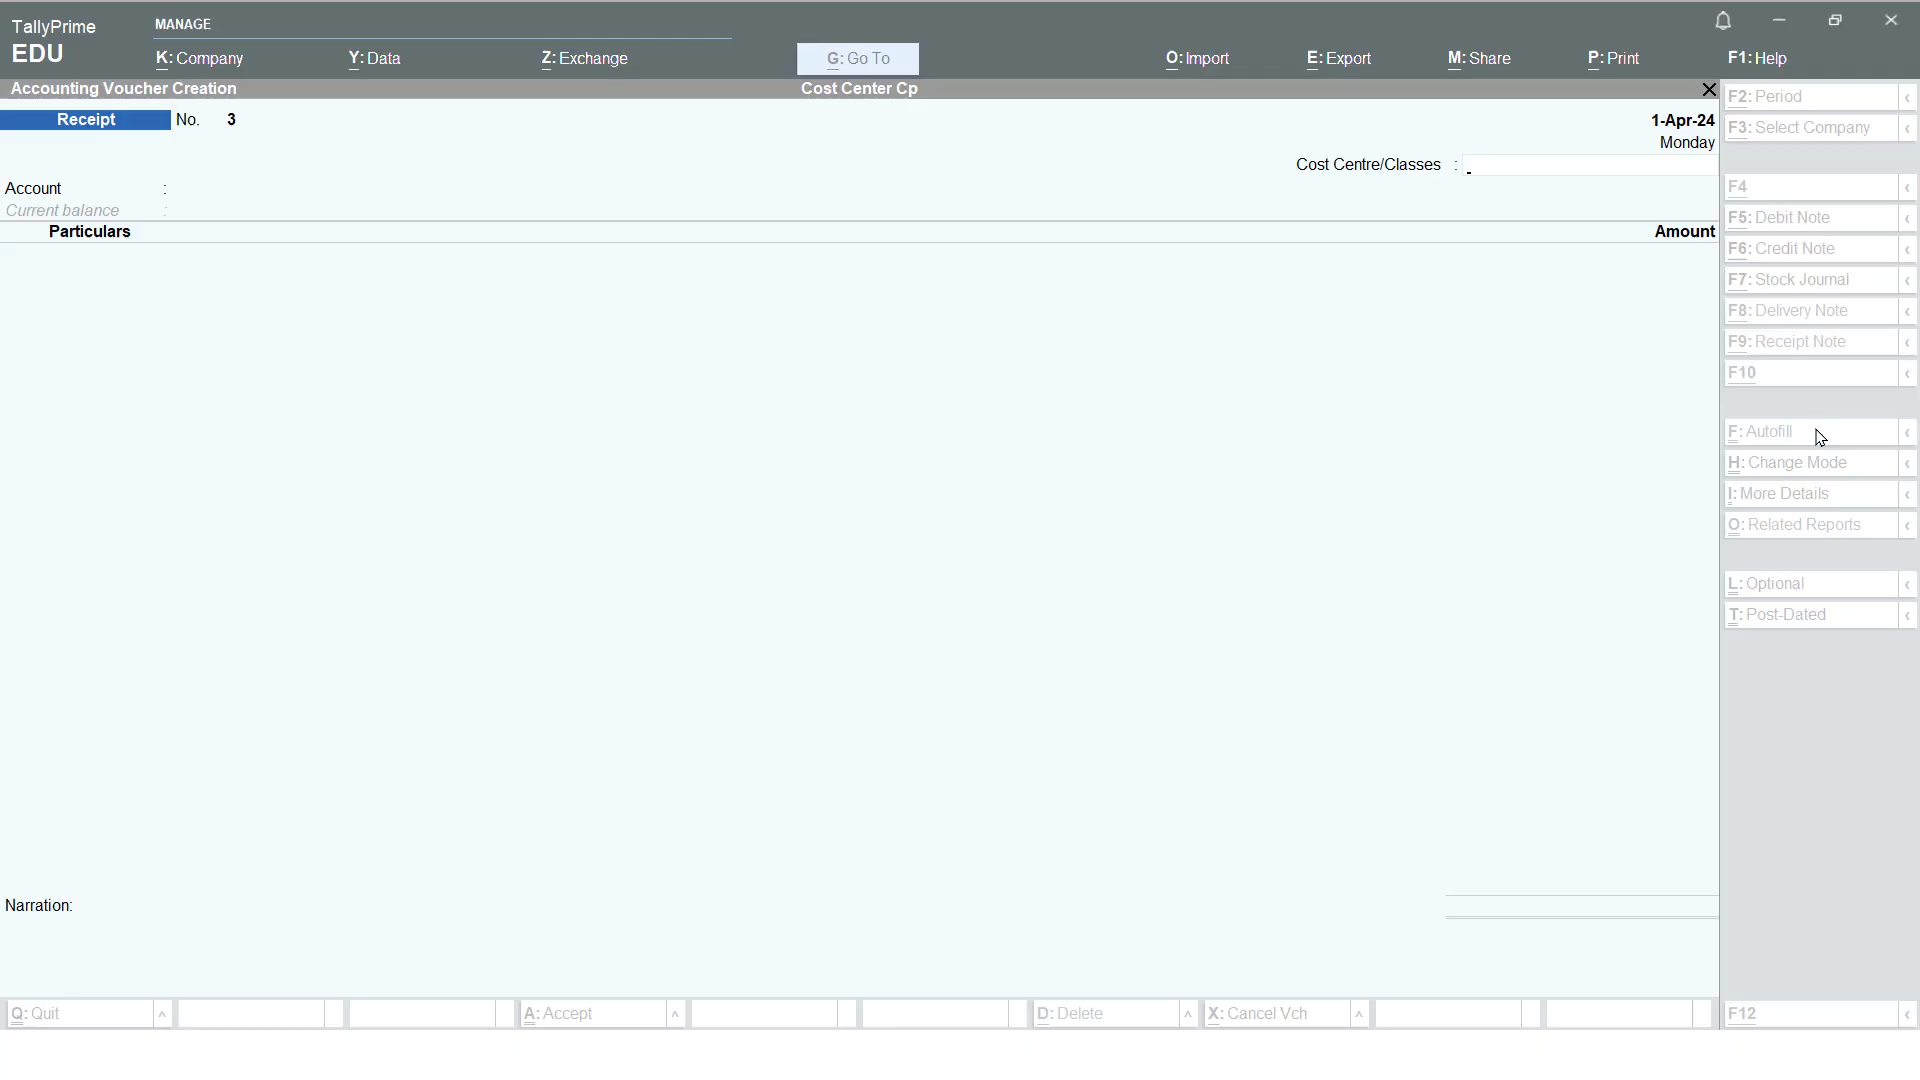 TallyPrime
EDU
MANAGE
K: Company
Y: Data
Z: Exchange
G: Go To
O: Import
E: Export
M: Share
P: Print
F1: Help
Accounting Voucher Creation
Cost Center Cp
Receipt No. 3
1-Apr-24
Monday
Cost Centre/Classes :
Account :
Current balance :
Particulars
Amount
Narration:
F2: Period
F3: Select Company
F4
F5: Debit Note
F6: Credit Note
F7: Stock Journal
F8: Delivery Note
F9: Receipt Note
F10
F: Autofill
H: Change Mode
I: More Details
O: Related Reports
L: Optional
T: Post-Dated
Q: Quit
A: Accept
D: Delete
X: Cancel Vch
F12